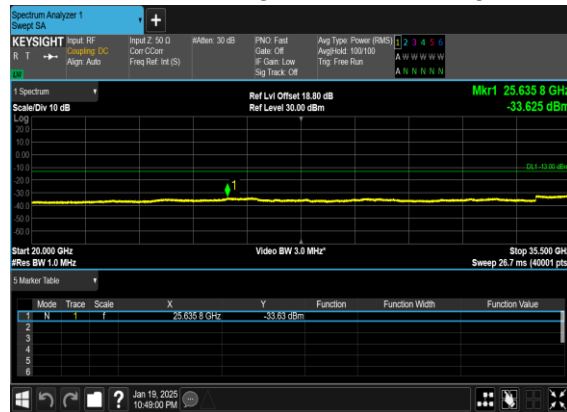 Spectrum Analyzer 1
Swept SA
+
KEYSIGHT Input: RF Input Z: 50 Ω #Atten: 30 dB PNO: Fast Avg Type: Power (RMS) 1 2 3 4 5 6
R T Coupling: DC Corr CCorr Gate: Off Avg|Hold: 100/100 A W W W W W
Align: Auto Freq Ref: Int (S) IF Gain: Low Trig: Free Run
Sig Track: Off A N N N N N
1 Spectrum
Ref Lvl Offset 18.80 dB Mkr1 25.635 8 GHz
Scale/Div 10 dB Ref Level 30.00 dBm -33.625 dBm
Log
20.0
10.0
0.00
-10.0
DL1 -13.00 dBm
-20.0
1
-30.0
-40.0
-50.0
-60.0
Start 20.000 GHz Video BW 3.0 MHz* Stop 35.500 GHz
#Res BW 1.0 MHz Sweep 26.7 ms (40001 pts)
5 Marker Table
Mode Trace Scale X Y Function Function Width Function Value
1 N 1 f 25.635 8 GHz -33.63 dBm
2
3
4
5
6
? Jan 19, 2025
10:49:00 PM